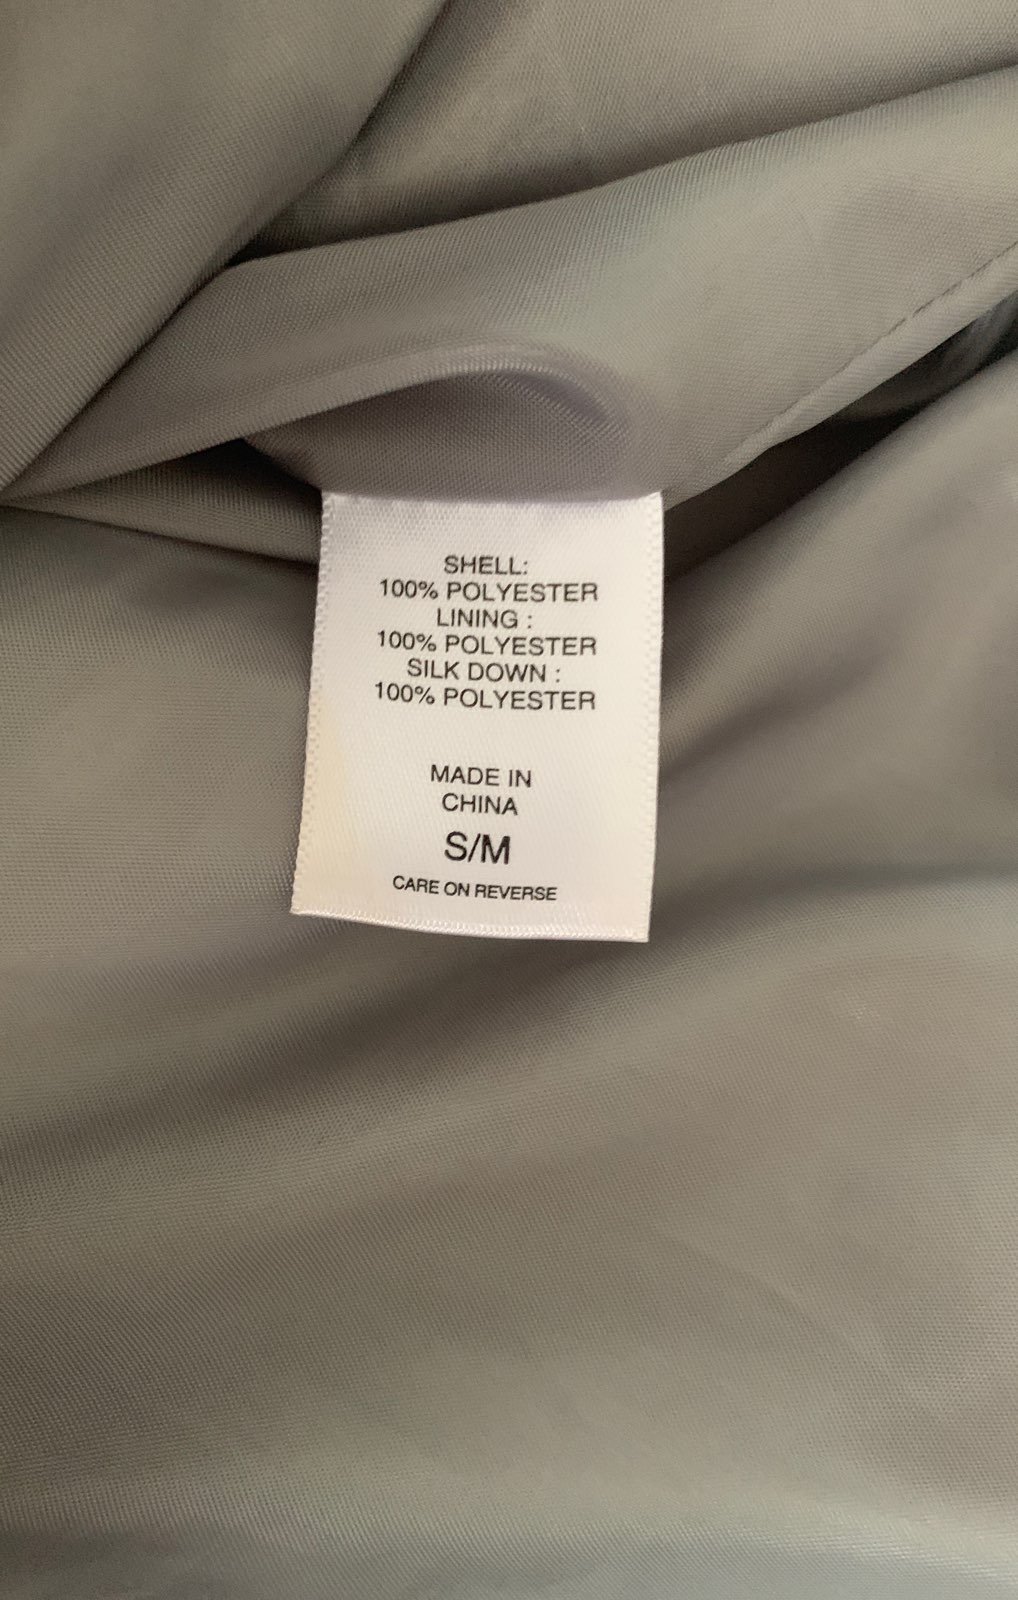 SHELL:
100% POLYESTER
LINING :
100% POLYESTER
SILK DOWN :
100% POLYESTER
MADE IN
CHINA
S/M
CARE ON REVERSE